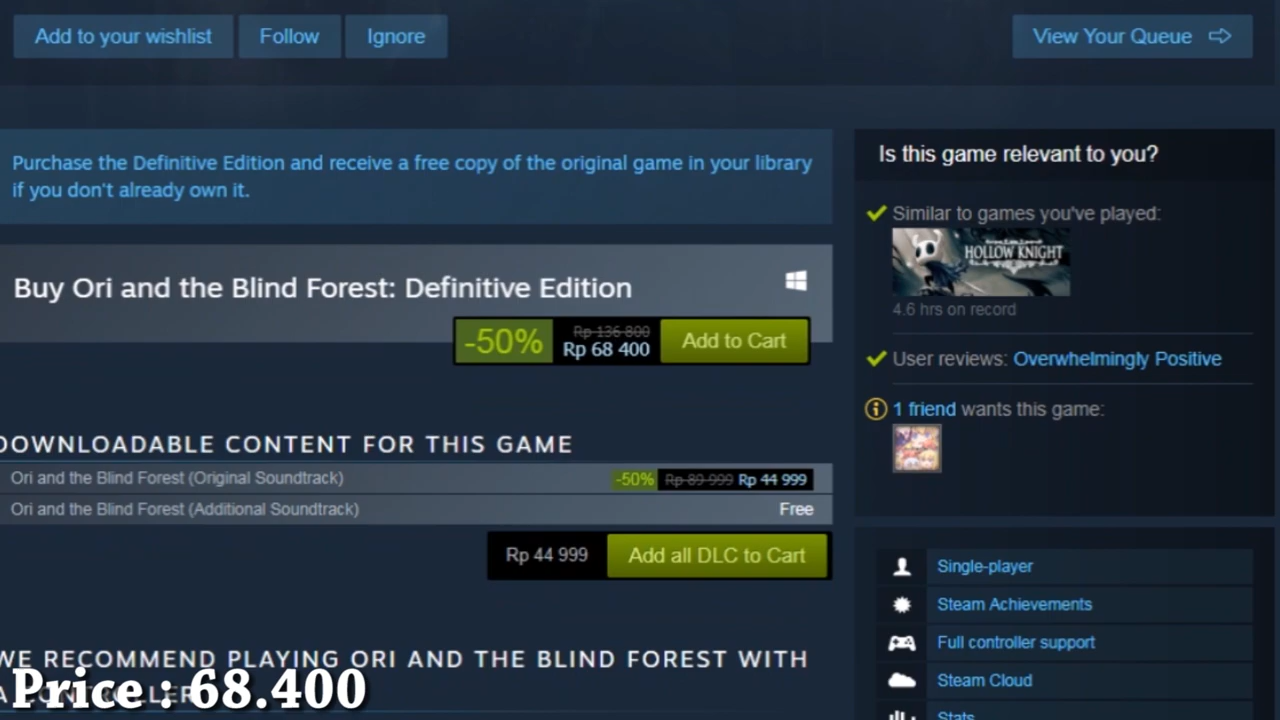 Add to your wishlist
Follow
Ignore
View Your Queue
Purchase the Definitive Edition and receive a free copy of the original game in your library
if you don't already own it.
Buy Ori and the Blind Forest: Definitive Edition
-50%
Rp 136 800
Rp 68 400
Add to Cart
DOWNLOADABLE CONTENT FOR THIS GAME
Ori and the Blind Forest (Original Soundtrack)
-50% Rp 89 999 Rp 44 999
Ori and the Blind Forest (Additional Soundtrack)
Free
Rp 44 999
Add all DLC to Cart
WE RECOMMEND PLAYING ORI AND THE BLIND FOREST WITH
A CONTROLLER
Price : 68.400
Is this game relevant to you?
Similar to games you've played:
HOLLOW KNIGHT
4.6 hrs on record
User reviews: Overwhelmingly Positive
1 friend wants this game:
Single-player
Steam Achievements
Full controller support
Steam Cloud
Stats